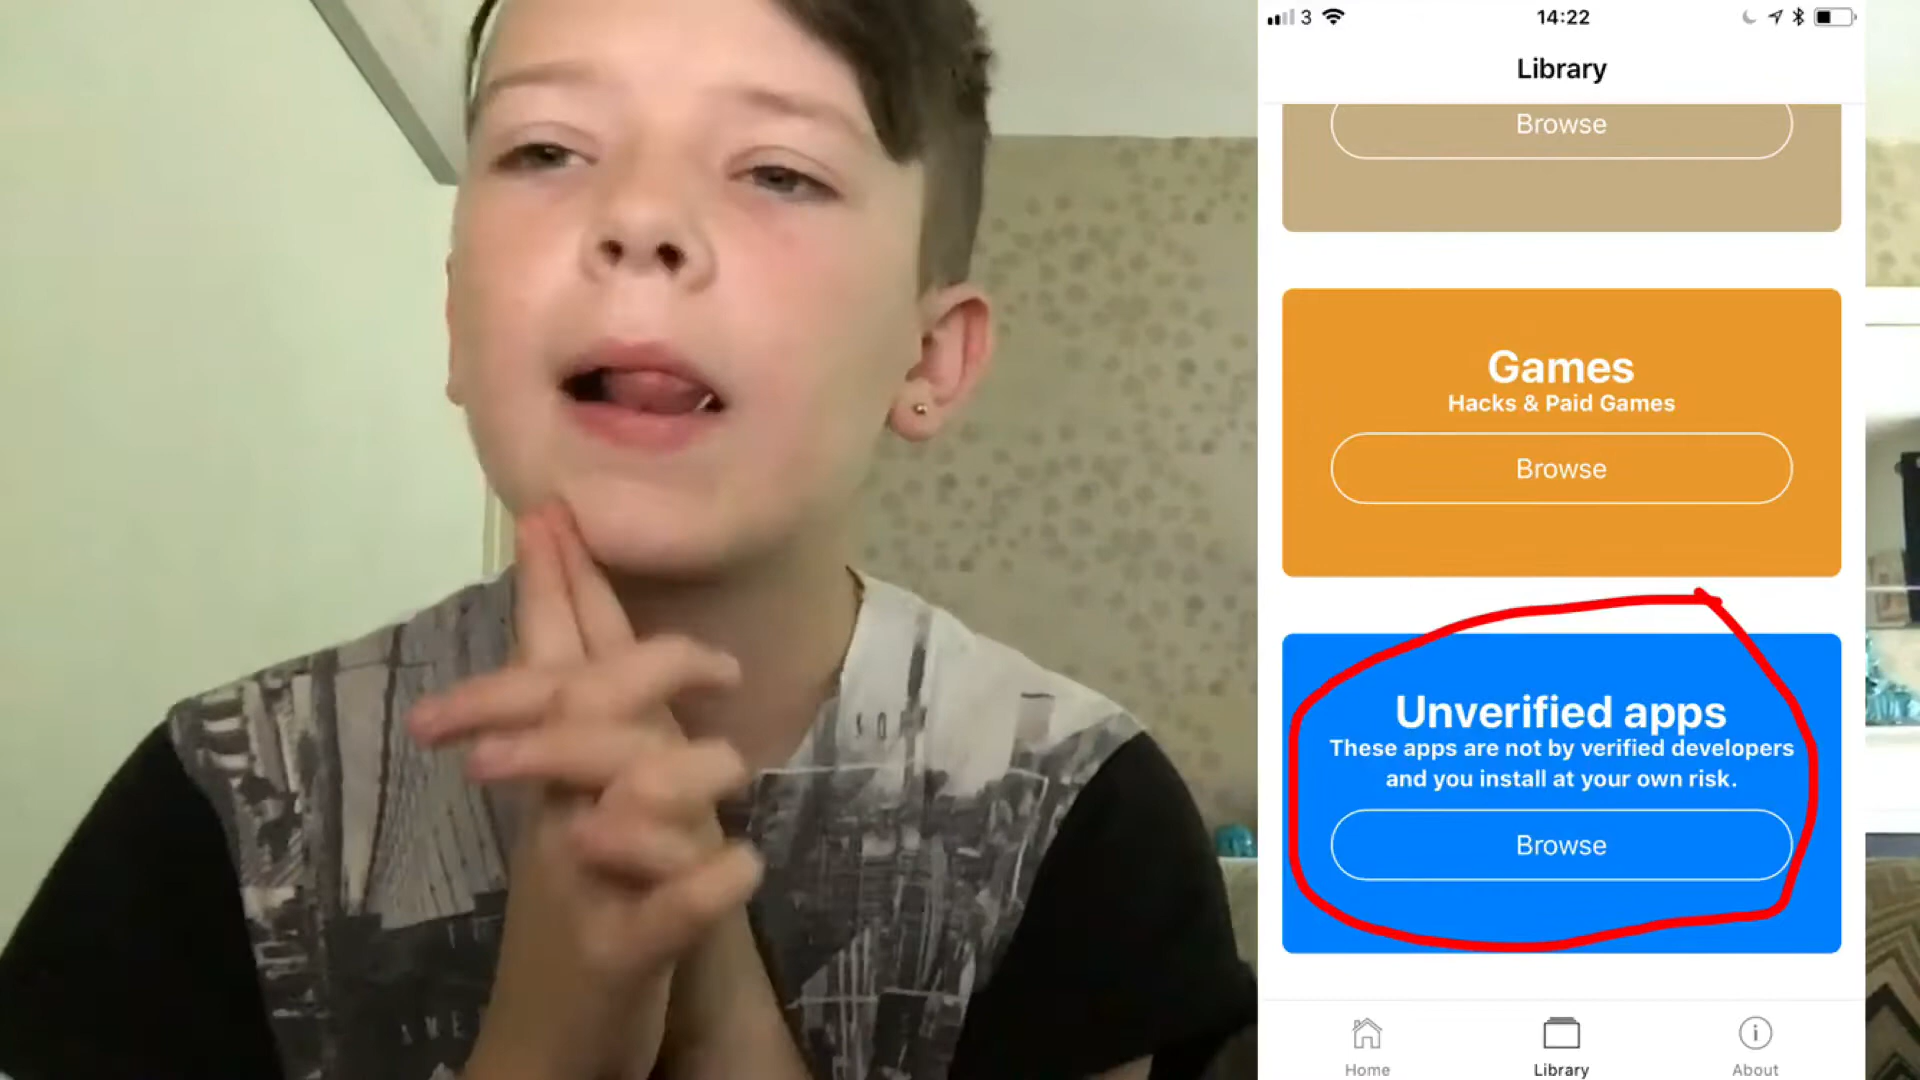 3
14:22
Library
Browse
Games
Hacks & Paid Games
Browse
Unverified apps
These apps are not by verified developers
and you install at your own risk.
Browse
Home
Library
About